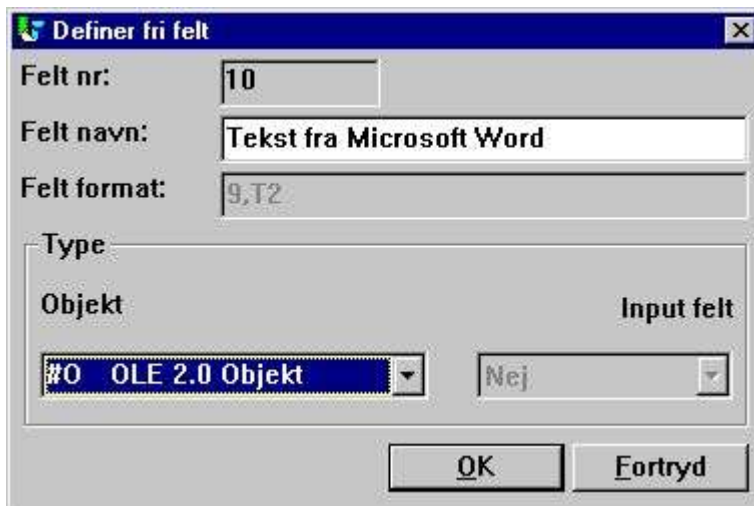 Definer fri felt
Felt nr: 10
Felt navn: Tekst fra Microsoft Word
Felt format: 9,T2
Type
Objekt Input felt
#O OLE 2.0 Objekt Nej
OK Fortryd